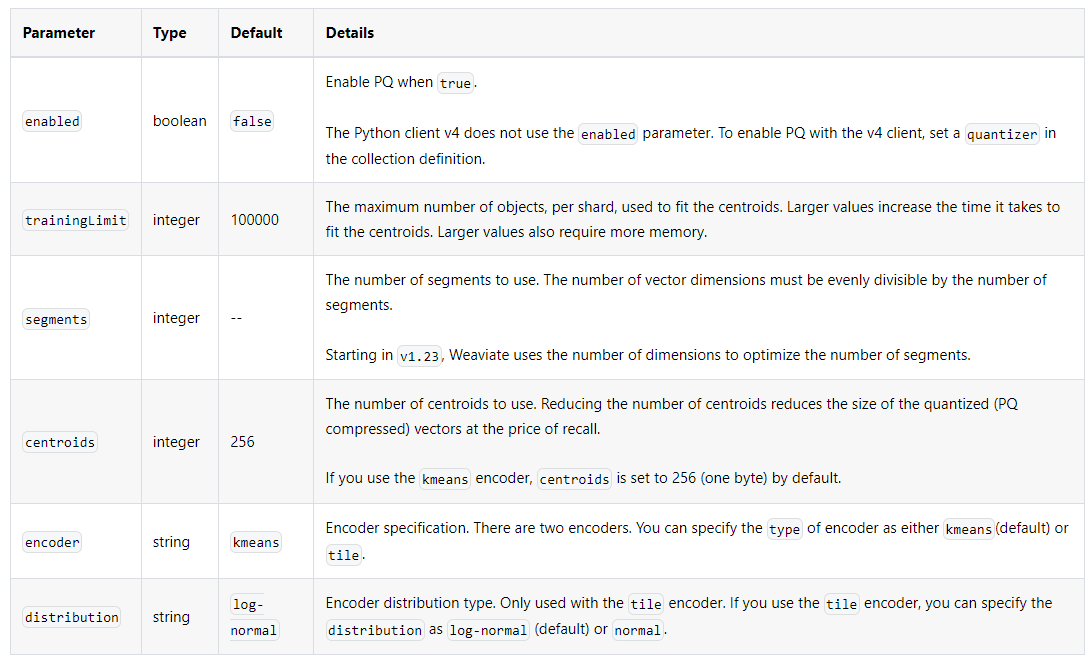 Parameter Type Default Details
Enable PQ when true.
enabled boolean false
The Python client v4 does not use the enabled parameter. To enable PQ with the v4 client, set a quantizer in
the collection definition.
trainingLimit integer 100000
The maximum number of objects, per shard, used to fit the centroids. Larger values increase the time it takes to
fit the centroids. Larger values also require more memory.
segments integer --
The number of segments to use. The number of vector dimensions must be evenly divisible by the number of
segments.
Starting in v1.23, Weaviate uses the number of dimensions to optimize the number of segments.
centroids integer 256
The number of centroids to use. Reducing the number of centroids reduces the size of the quantized (PQ
compressed) vectors at the price of recall.
If you use the kmeans encoder, centroids is set to 256 (one byte) by default.
encoder string kmeans
Encoder specification. There are two encoders. You can specify the type of encoder as either kmeans(default) or
tile.
distribution string log-
normal
Encoder distribution type. Only used with the tile encoder. If you use the tile encoder, you can specify the
distribution as log-normal (default) or normal.